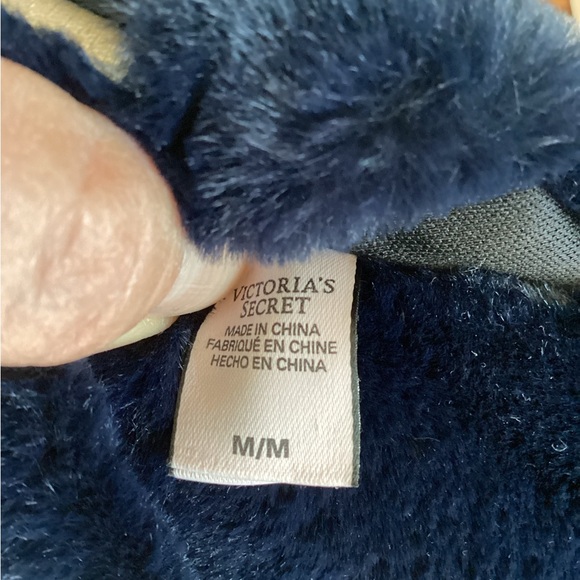 VICTORIA'S
SECRET
MADE IN CHINA
FABRIQUÉ EN CHINE
HECHO EN CHINA
M/M